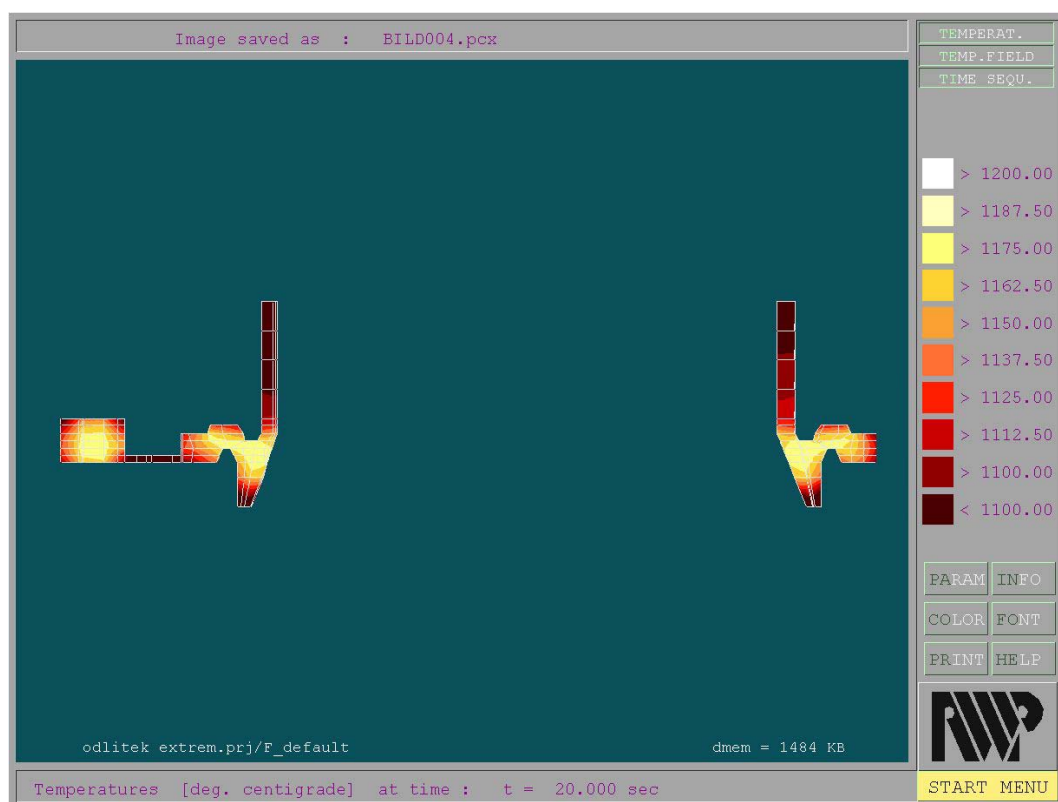 Image saved as : BILD004.pcx
TEMPERAT.
TEMP.FIELD
TIME SEQU.
> 1200.00
> 1187.50
> 1175.00
> 1162.50
> 1150.00
> 1137.50
> 1125.00
> 1112.50
> 1100.00
< 1100.00
PARAM INFO
COLOR FONT
PRINT HELP
RWP
odlitek extrem.prj/F_default dmem = 1484 KB
Temperatures [deg. centigrade] at time : t = 20.000 sec
START MENU